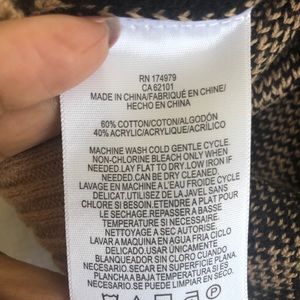 RN 174979
CA 62101
MADE IN CHINA/FABRIQUÉ EN CHINE/
HECHO EN CHINA
60% COTTON/COTON/ALGODÓN
40% ACRYLIC/ACRYLIQUE/ACRÍLICO
MACHINE WASH COLD GENTLE CYCLE.
NON-CHLORINE BLEACH ONLY WHEN
NEEDED.LAY FLAT TO DRY.LOW IRON IF
NEEDED.CAN BE DRY CLEANED.
LAVAGE EN MACHINE A L'EAU FROIDE CYCLE
DELICAT.UTILISEZ DE LA JAVEL SANS
CHLORE SI BESOIN.ETENDRE A PLAT POUR
LE SECHAGE.REPASSER A BASSE
TEMPERATURE SI NECESSAIRE.
NETTOYAGE A SEC AUTORISE.
LAVAR A MAQUINA EN AGUA FRIA CICLO
DELICADO.USAR ÚNICAMENTE
BLANQUEADOR SIN CLORO CUANDO
NECESARIO.SECAR EN PLANO.
PLANCHA A BAJA TEMPERATURA SI ES
NECESARIO.SE PUEDE LIMPIAR EN SECO.